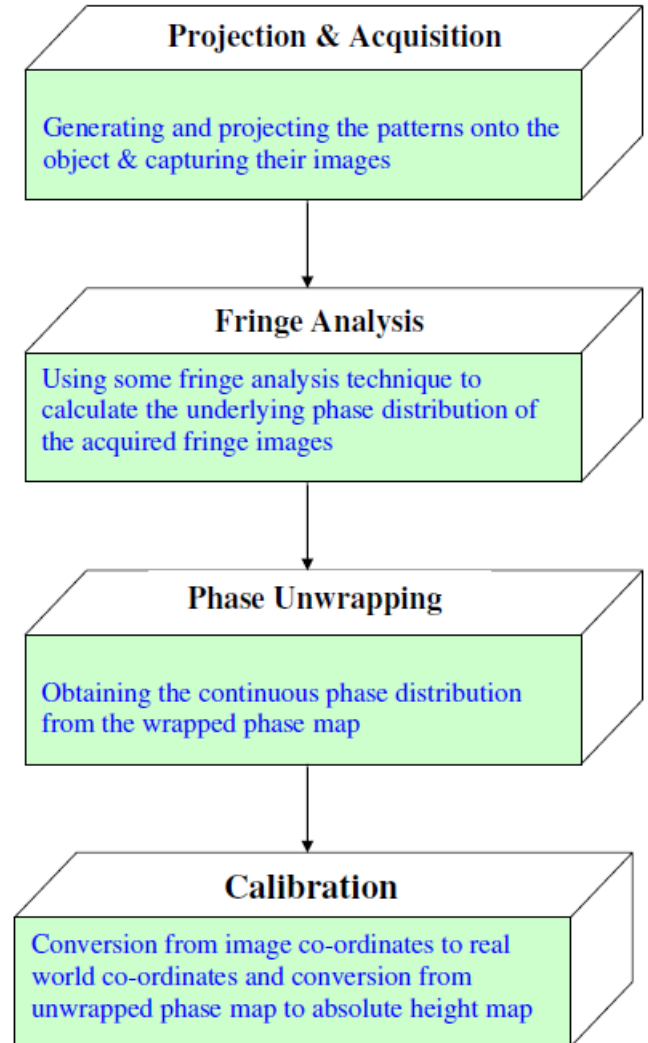 Projection & Acquisition
Generating and projecting the patterns onto the
object & capturing their images
Fringe Analysis
Using some fringe analysis technique to
calculate the underlying phase distribution of
the acquired fringe images
Phase Unwrapping
Obtaining the continuous phase distribution
from the wrapped phase map
Calibration
Conversion from image co-ordinates to real
world co-ordinates and conversion from
unwrapped phase map to absolute height map